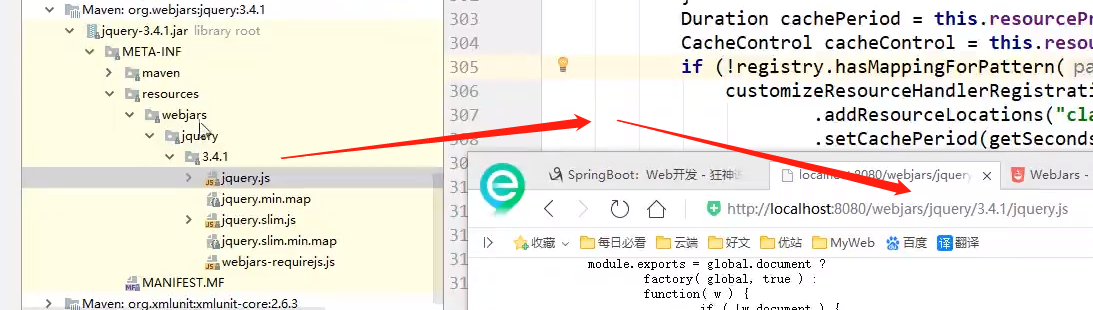 Maven: org.webjars:jquery:3.4.1
jquery-3.4.1.jar library root
META-INF
maven
resources
webjars
jquery
3.4.1
jquery.js
jquery.min.map
jquery.slim.js
jquery.slim.min.map
webjars-requirejs.js
MANIFEST.MF
Maven: org.xmlunit:xmlunit-core:2.6.3
303 Duration cachePeriod = this.resourcePr
304 CacheControl cacheControl = this.resou
305 if (!registry.hasMappingForPattern( pa
306 customizeResourceHandlerRegistrati
307 .addResourceLocations("cla
308 .setCachePeriod(getSeconds
SpringBoot: Web开发 - 狂神
localhost:8080/webjars/jquery
WebJars -
http://localhost:8080/webjars/jquery/3.4.1/jquery.js
收藏 每日必看 云端 好文 优站 MyWeb 百度 译 翻译
module.exports = global.document ?
factory( global, true ) :
function( w ) {
if ( !w.document ) {